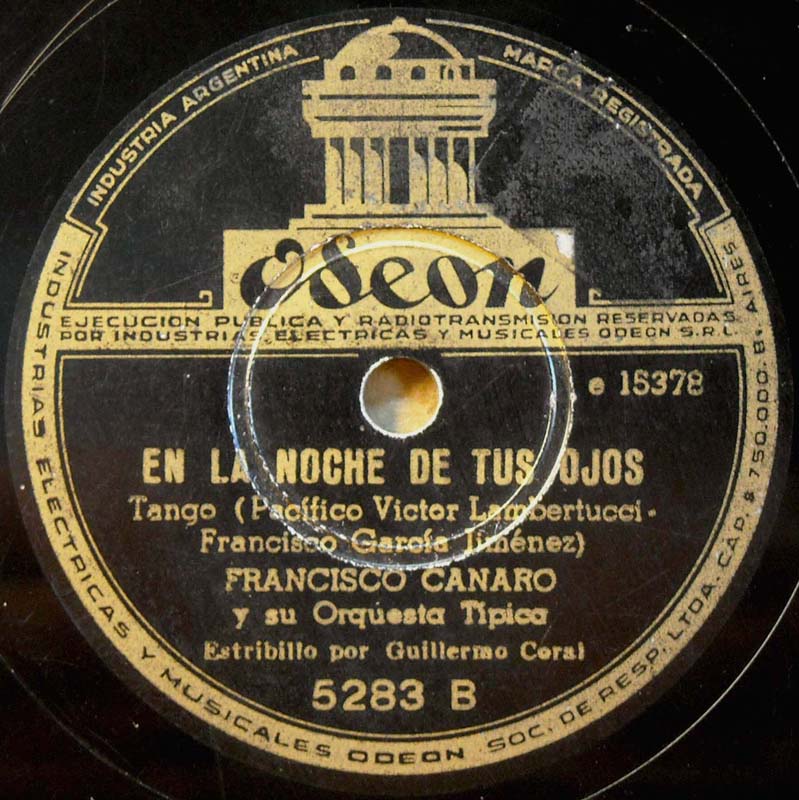 INDUSTRIA ARGENTINA
MARCA REGISTRADA
Odeon
EJECUCION PUBLICA Y RADIOTRANSMISION RESERVADAS
POR INDUSTRIAS ELECTRICAS Y MUSICALES ODEON S.R.L.
e 15378
EN LA NOCHE DE TUS OJOS
Tango (Pacífico Victor Lambertucci -
Francisco García Jiménez)
FRANCISCO CANARO
y su Orquesta Típica
Estribillo por Guillermo Coral
5283 B
INDUSTRIAS ELECTRICAS Y MUSICALES ODEON SOC. DE RESP. LTDA. CAP. $ 750.000. Bs. AYRES